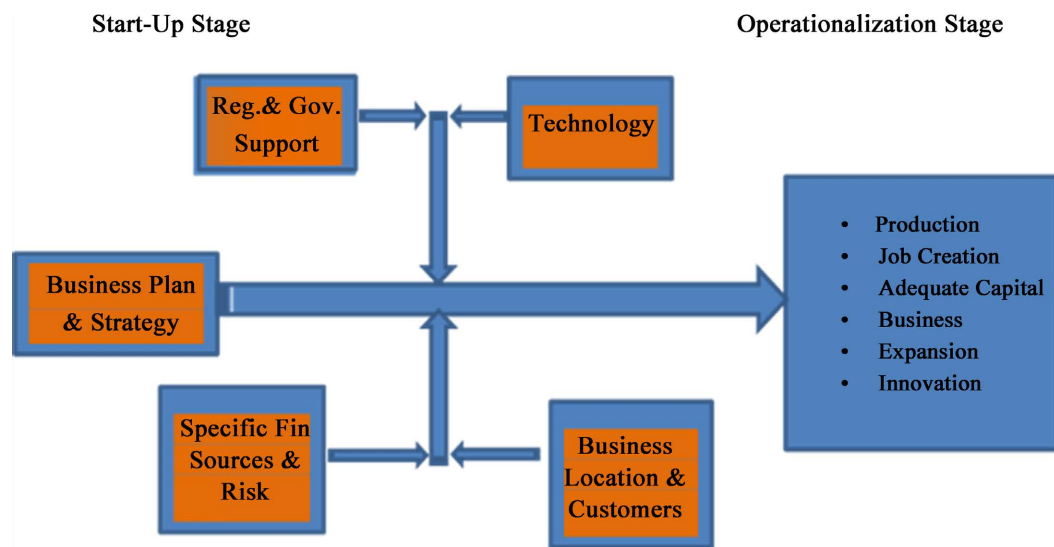 Start-Up Stage
Operationalization Stage
Reg.& Gov.
Support
Technology
Business Plan
& Strategy
• Production
• Job Creation
• Adequate Capital
• Business
• Expansion
• Innovation
Specific Fin
Sources &
Risk
Business
Location &
Customers